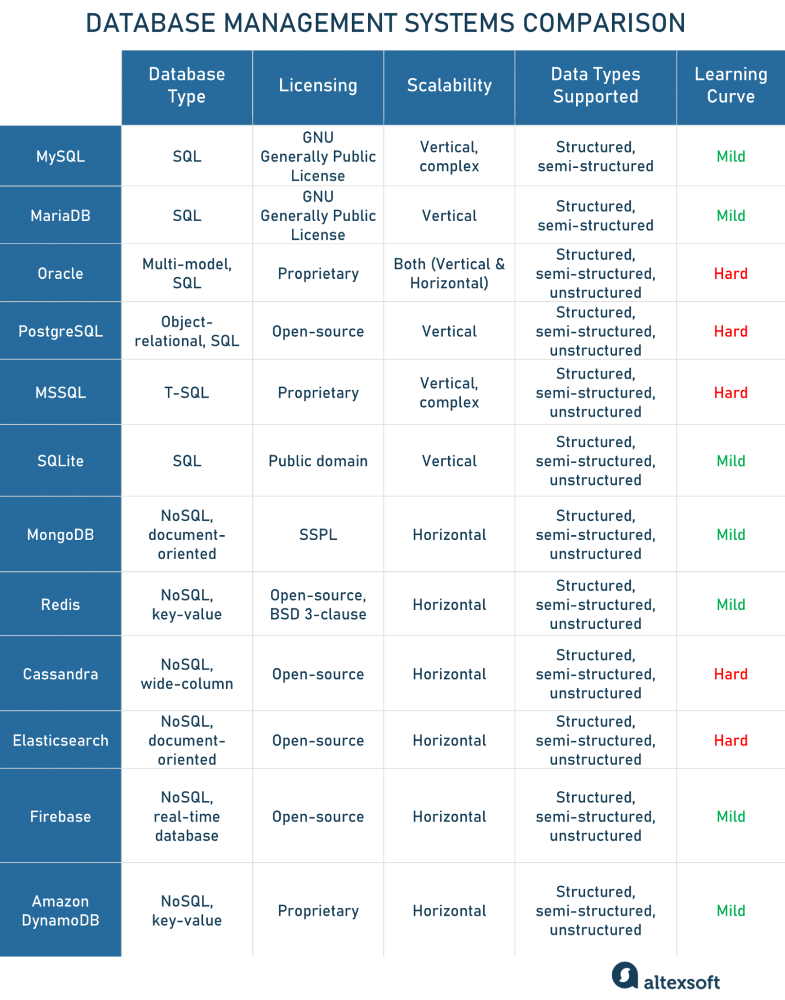 DATABASE MANAGEMENT SYSTEMS COMPARISON
Database
Type
Licensing
Scalability
Data Types
Supported
Learning
Curve
MySQL
SQL
GNU
Generally Public
License
Vertical,
complex
Structured,
semi-structured
Mild
MariaDB
SQL
GNU
Generally Public
License
Vertical
Structured,
semi-structured
Mild
Oracle
Multi-model,
SQL
Proprietary
Both (Vertical &
Horizontal)
Structured,
semi-structured,
unstructured
Hard
PostgreSQL
Object-
relational, SQL
Open-source
Vertical
Structured,
semi-structured,
unstructured
Hard
MSSQL
T-SQL
Proprietary
Vertical,
complex
Structured,
semi-structured,
unstructured
Hard
SQLite
SQL
Public domain
Vertical
Structured,
semi-structured,
unstructured
Mild
MongoDB
NoSQL,
document-
oriented
SSPL
Horizontal
Structured,
semi-structured,
unstructured
Mild
Redis
NoSQL,
key-value
Open-source,
BSD 3-clause
Horizontal
Structured,
semi-structured,
unstructured
Mild
Cassandra
NoSQL,
wide-column
Open-source
Horizontal
Structured,
semi-structured,
unstructured
Hard
Elasticsearch
NoSQL,
document-
oriented
Open-source
Horizontal
Structured,
semi-structured,
unstructured
Hard
Firebase
NoSQL,
real-time
database
Open-source
Horizontal
Structured,
semi-structured,
unstructured
Mild
Amazon
DynamoDB
NoSQL,
key-value
Proprietary
Horizontal
Structured,
semi-structured,
unstructured
Mild
altexsoft